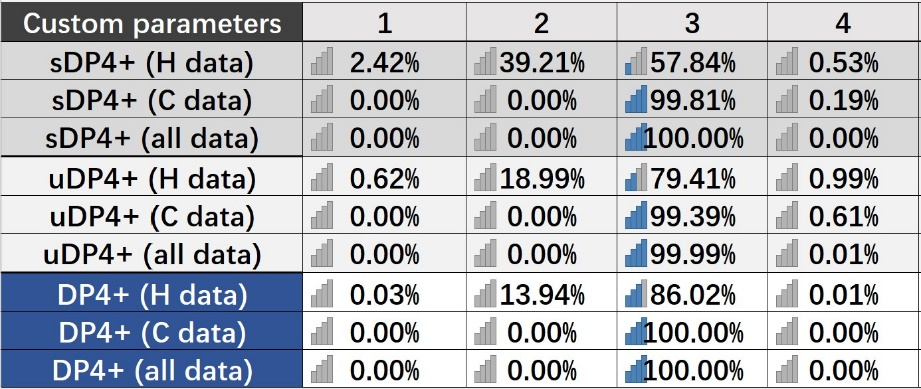 Custom parameters 1 2 3 4
sDP4+ (H data) 2.42% 39.21% 57.84% 0.53%
sDP4+ (C data) 0.00% 0.00% 99.81% 0.19%
sDP4+ (all data) 0.00% 0.00% 100.00% 0.00%
uDP4+ (H data) 0.62% 18.99% 79.41% 0.99%
uDP4+ (C data) 0.00% 0.00% 99.39% 0.61%
uDP4+ (all data) 0.00% 0.00% 99.99% 0.01%
DP4+ (H data) 0.03% 13.94% 86.02% 0.01%
DP4+ (C data) 0.00% 0.00% 100.00% 0.00%
DP4+ (all data) 0.00% 0.00% 100.00% 0.00%